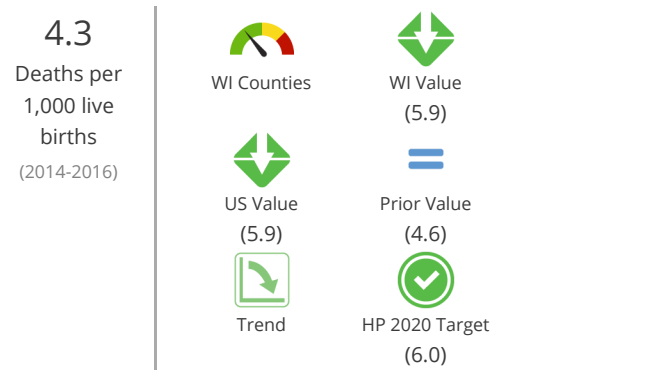 4.3
Deaths per
1,000 live
births
(2014-2016)
WI Counties
WI Value
(5.9)
US Value
(5.9)
Prior Value
(4.6)
Trend
HP 2020 Target
(6.0)